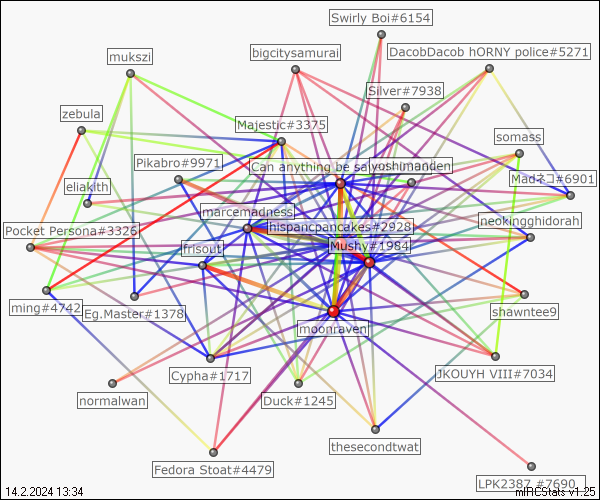 Swirly Boi#6154
bigcitysamurai
DacobDacob hORNY police#5271
mukszi
Silver#7938
zebula
Majestic#3375
somass
Pikabro#9971
Can anything be sa
yoshimanden
eliakith
Madネコ#6901
marcemadness
Pocket Persona#3326
hispancpancakes#2928
neokingghidorah
frisout
Mushy#1984
ming#4742
Eg.Master#1378
shawntee9
moonraven
Cypha#1717
JKOUYH VIII#7034
normalwan
Duck#1245
thesecondtwat
Fedora Stoat#4479
LPK2387 #7690
14.2.2024 13:34
mIRCStats v1.25